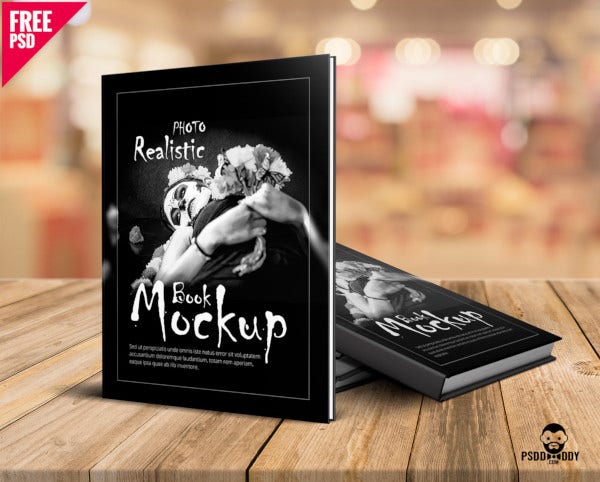 FREE
PSD
PHOTO
Realistic
Book
Mockup
Sed ut perspiciatis unde omnis iste natus error sit voluptatem
accusantium doloremque laudantium, totam rem aperiam,
eaque ipsa quae ab illo inventore.
Book
Mockup
PSDDADDY
.COM